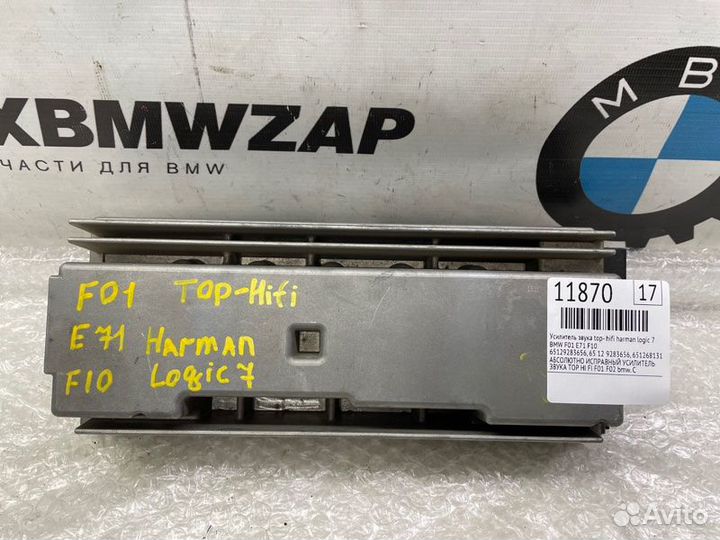 XBMWZAP
ЧАСТИ ДЛЯ BMW
M B
F01 TOP-Hifi
E71 Harman
F10 Logic7
11870 17
Усилитель звука top- hifi harman logic 7
BMW F01 E71 F10
65129283656,65 12 9283656,651268131
АБСОЛЮТНО ИСПРАВНЫЙ УСИЛИТЕЛЬ
ЗВУКА TOP HI FI F01 F02 bmw. С
Avito